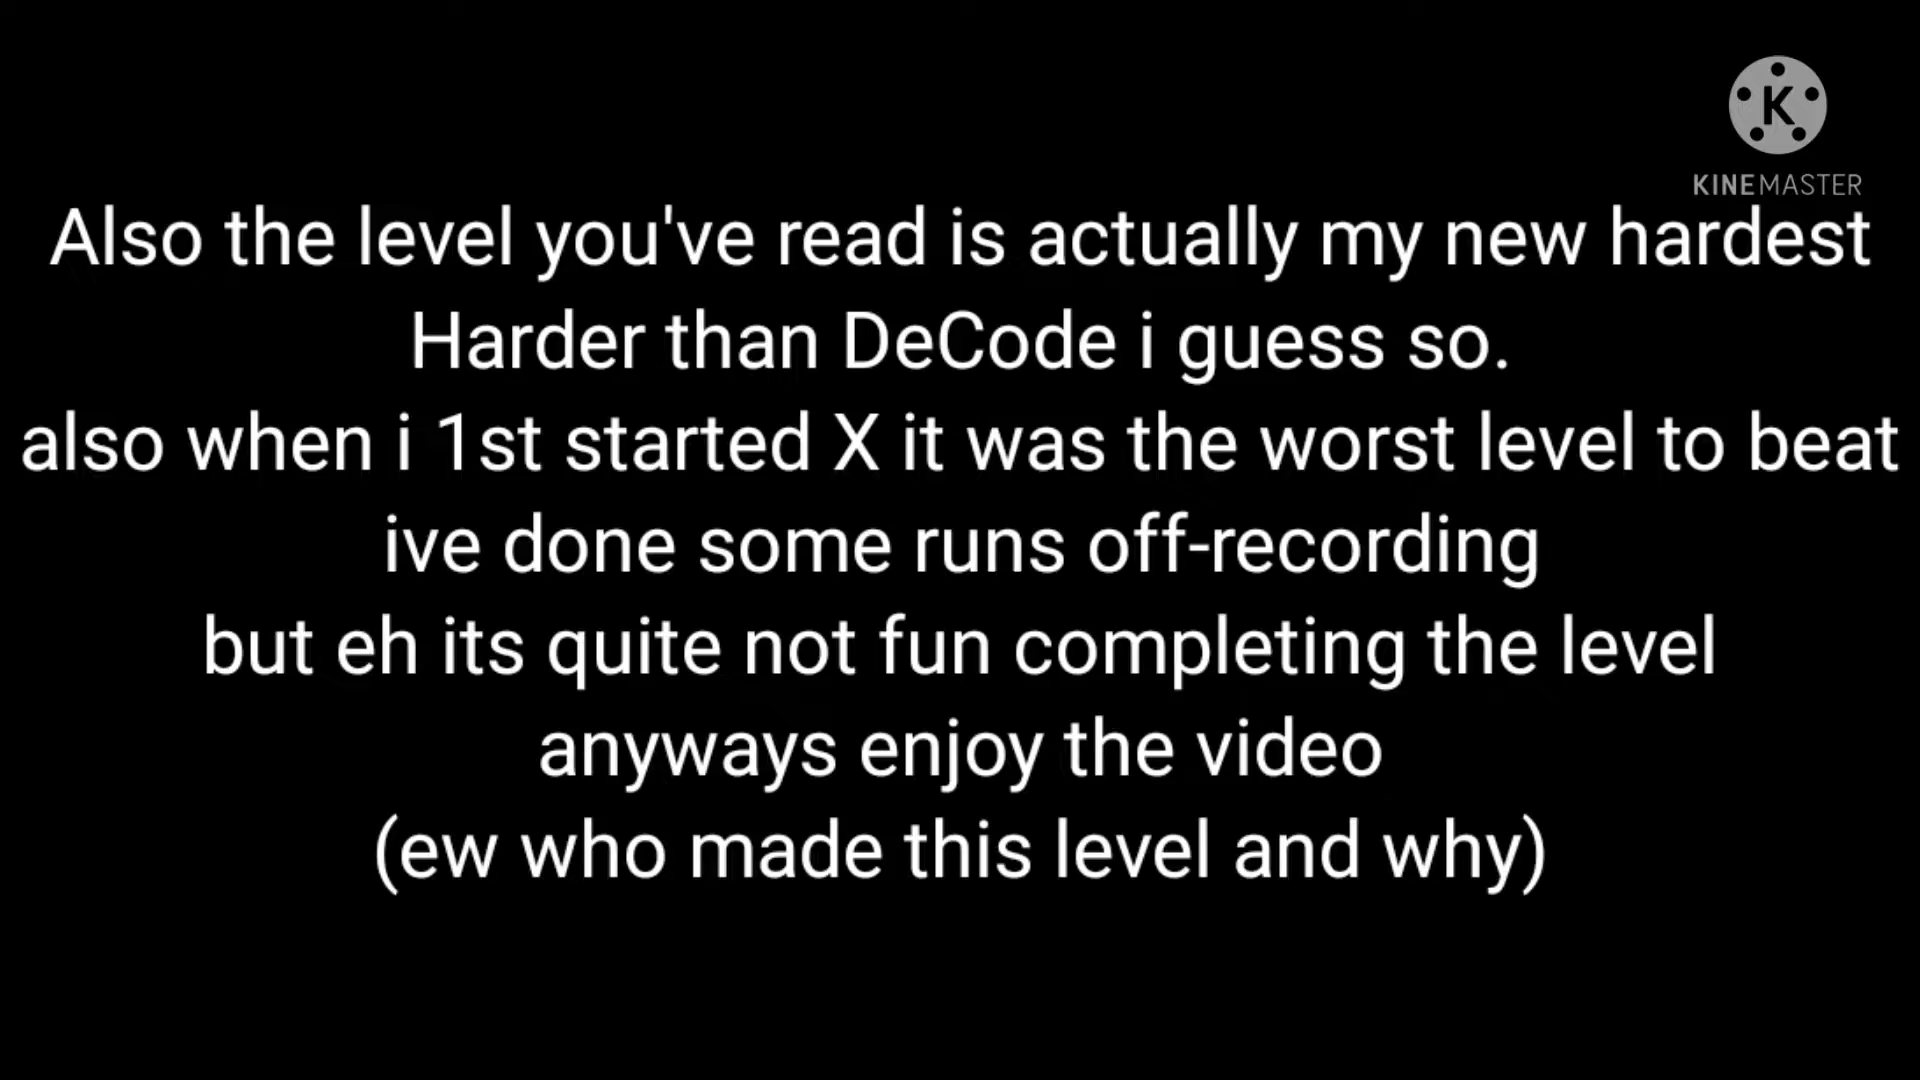 K
KINEMASTER
Also the level you've read is actually my new hardest
Harder than DeCode i guess so.
also when i 1st started X it was the worst level to beat
ive done some runs off-recording
but eh its quite not fun completing the level
anyways enjoy the video
(ew who made this level and why)